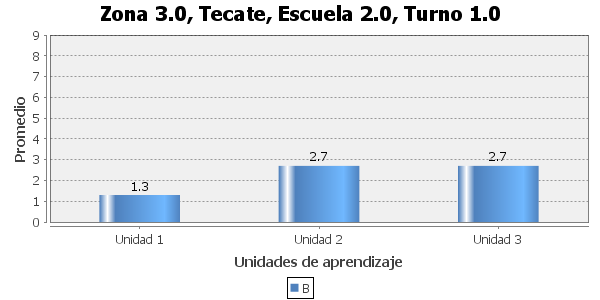 Zona 3.0, Tecate, Escuela 2.0, Turno 1.0
Promedio
9
8
7
6
5
4
3
2
1
0
1.3
2.7
2.7
Unidad 1
Unidad 2
Unidad 3
Unidades de aprendizaje
B